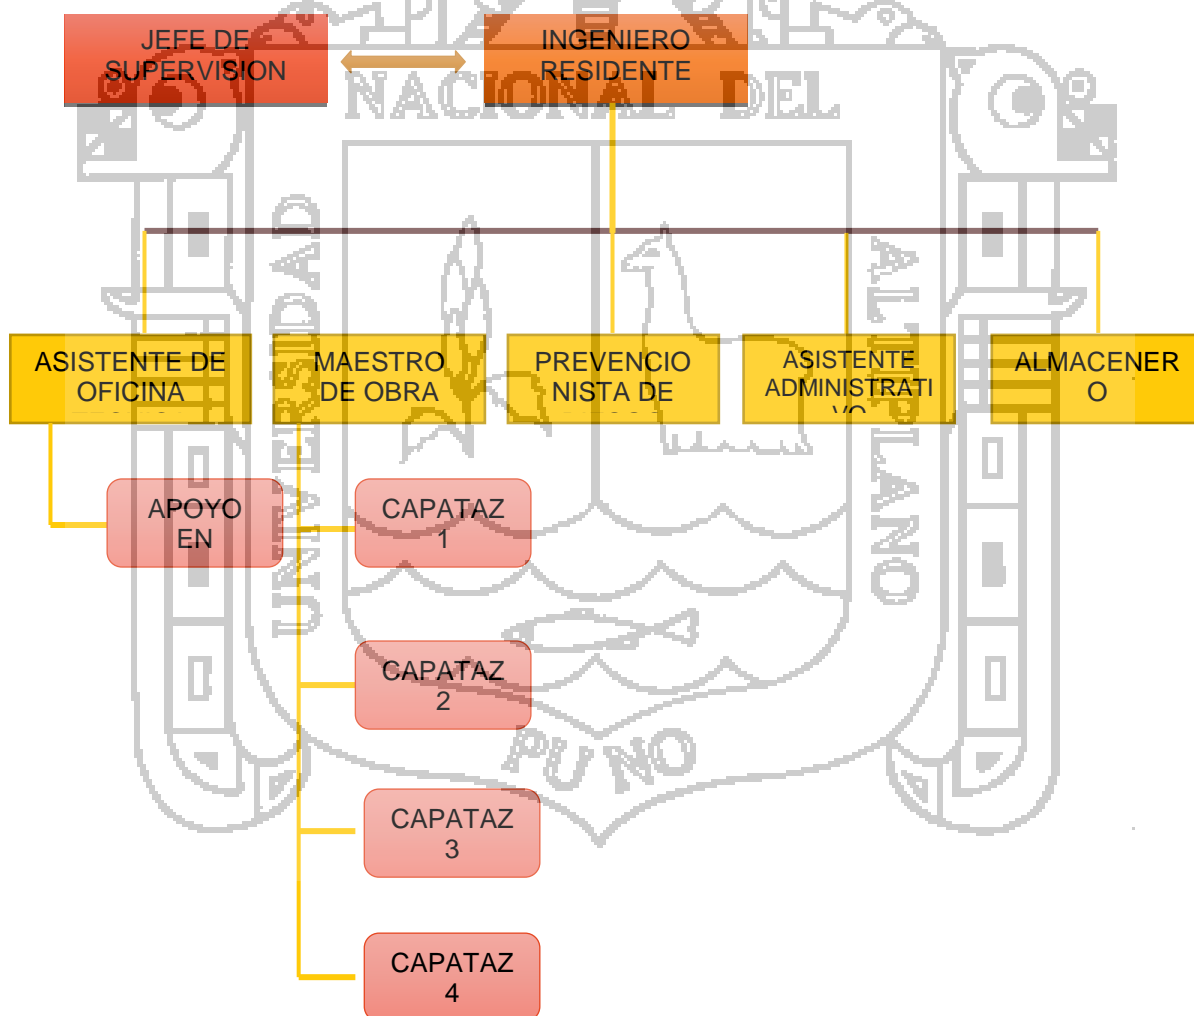 JEFE DE
SUPERVISION
INGENIERO
RESIDENTE
NACIONAL DEL
UNIVERSIDAD
ALTIPLANO
ASISTENTE DE
OFICINA
MAESTRO
DE OBRA
PREVENCIO
NISTA DE
ASISTENTE
ADMINISTRATI
VO
ALMACENER
O
APOYO
EN
CAPATAZ
1
CAPATAZ
2
PUNO
CAPATAZ
3
CAPATAZ
4